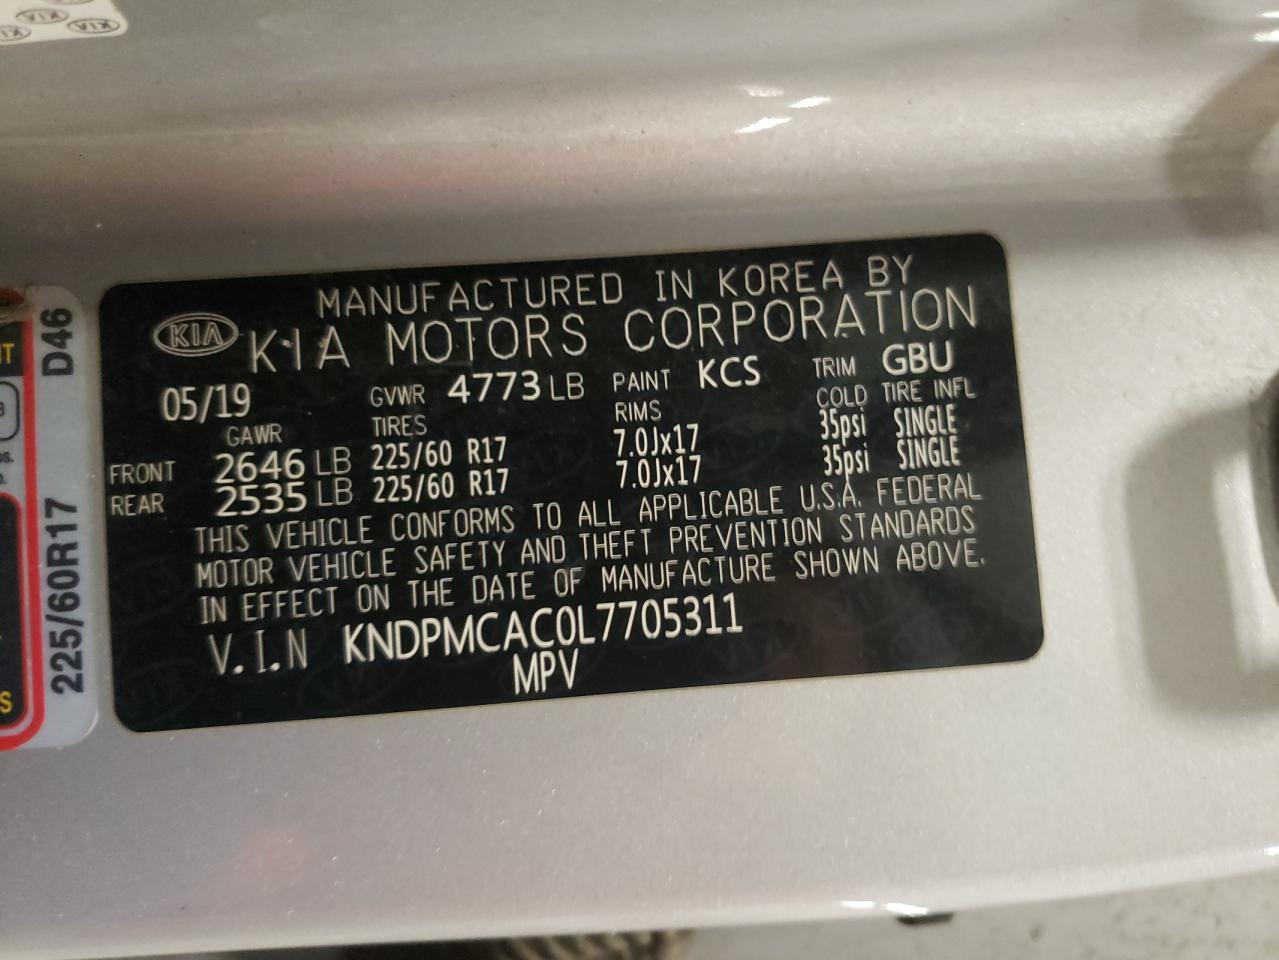 KIA
KIA
MANUFACTURED IN KOREA BY
KIA KIA MOTORS CORPORATION
05/19 GVWR 4773 LB PAINT KCS TRIM GBU
GAWR TIRES RIMS COLD TIRE INFL
FRONT 2646 LB 225/60 R17 7.0Jx17 35psi SINGLE
REAR 2535 LB 225/60 R17 7.0Jx17 35psi SINGLE
THIS VEHICLE CONFORMS TO ALL APPLICABLE U.S.A. FEDERAL
MOTOR VEHICLE SAFETY AND THEFT PREVENTION STANDARDS
IN EFFECT ON THE DATE OF MANUFACTURE SHOWN ABOVE.
V.I.N KNDPMCAC0L7705311
MPV
225/60R17 D46